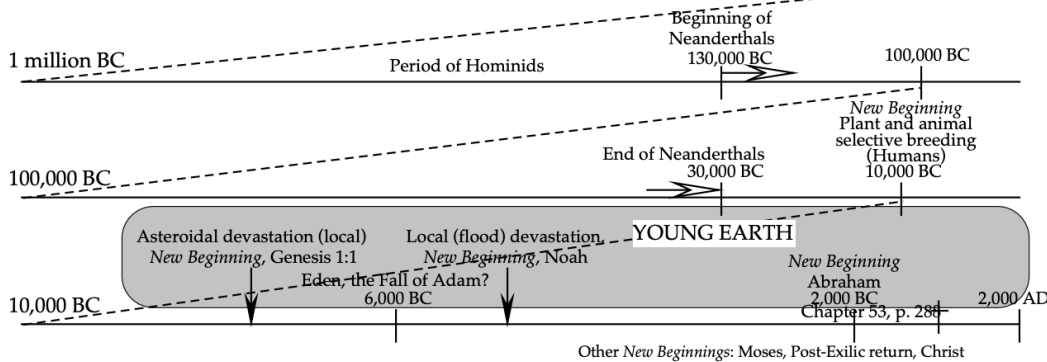 Beginning of
Neanderthals
130,000 BC
100,000 BC
1 million BC
Period of Hominids
New Beginning
Plant and animal
selective breeding
(Humans)
10,000 BC
End of Neanderthals
30,000 BC
100,000 BC
YOUNG EARTH
Asteroidal devastation (local)
New Beginning, Genesis 1:1
Local (flood) devastation
New Beginning, Noah
Eden, the Fall of Adam?
6,000 BC
New Beginning
Abraham
2,000 BC
Chapter 53, p. 288
2,000 AD
10,000 BC
Other New Beginnings: Moses, Post-Exilic return, Christ